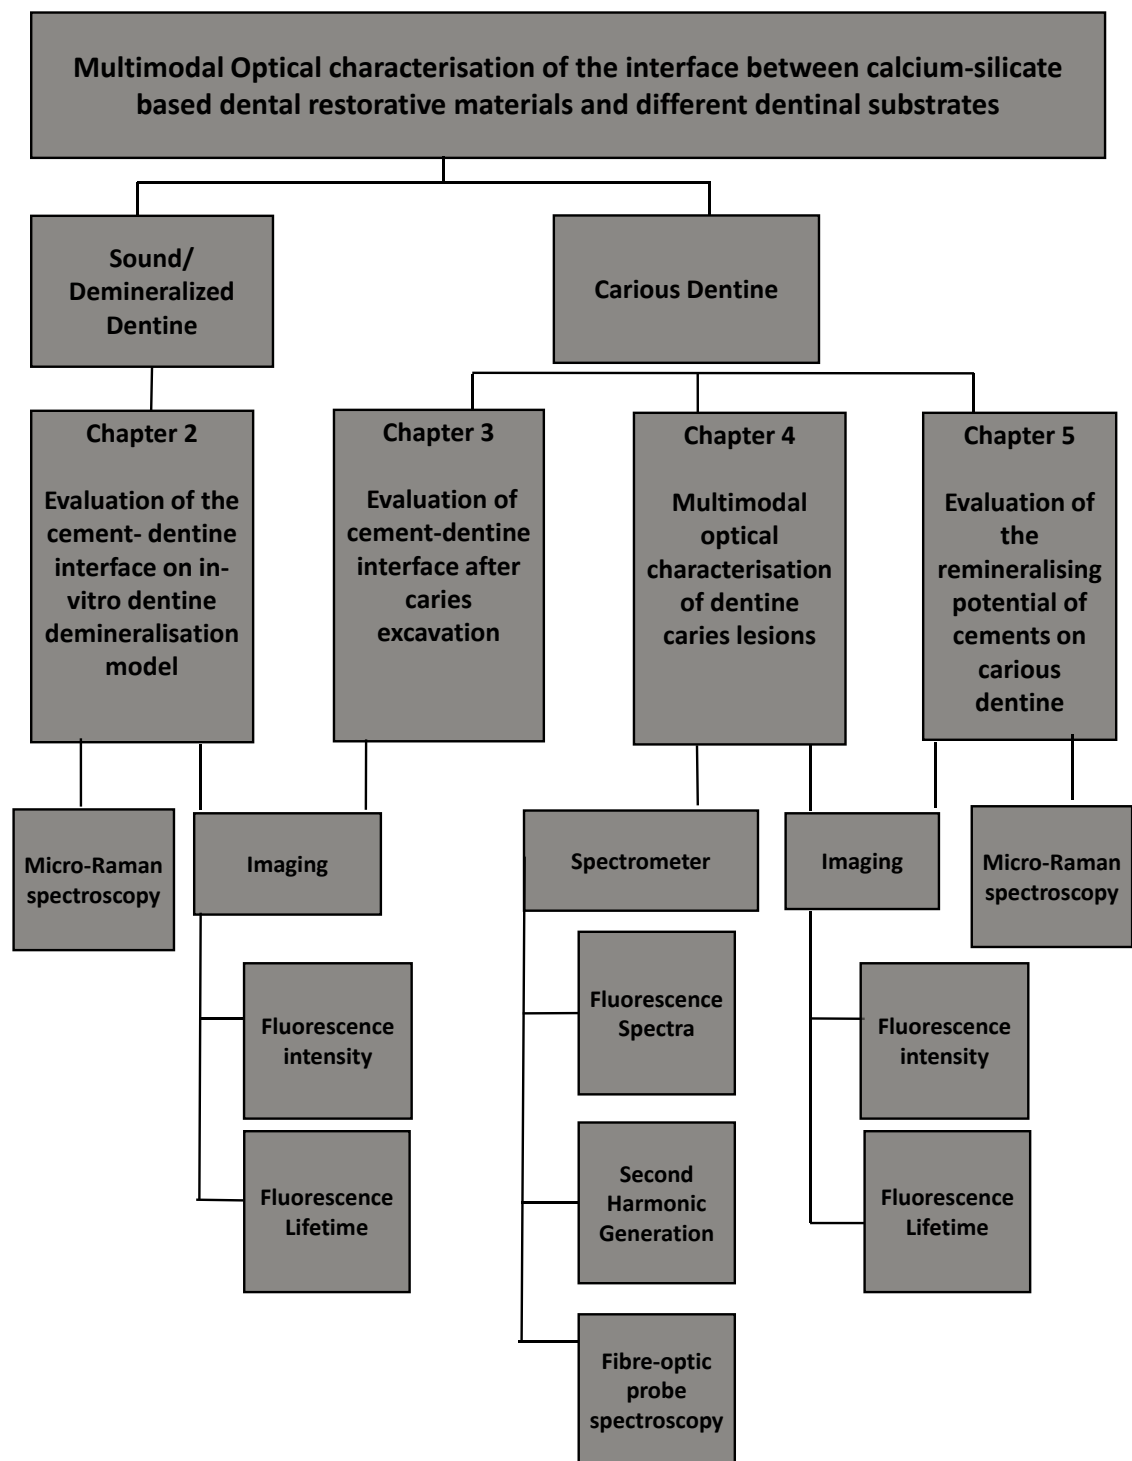 Multimodal Optical characterisation of the interface between calcium-silicate
based dental restorative materials and different dentinal substrates
Sound/
Demineralized
Dentine
Carious Dentine
Chapter 2
Evaluation of the
cement- dentine
interface on in-
vitro dentine
demineralisation
model
Chapter 3
Evaluation of
cement-dentine
interface after
caries
excavation
Chapter 4
Multimodal
optical
characterisation
of dentine
caries lesions
Chapter 5
Evaluation of
the
remineralising
potential of
cements on
carious
dentine
Micro-Raman
spectroscopy
Imaging
Spectrometer
Imaging
Micro-Raman
spectroscopy
Fluorescence
intensity
Fluorescence
Lifetime
Fluorescence
Spectra
Second
Harmonic
Generation
Fibre-optic
probe
spectroscopy
Fluorescence
intensity
Fluorescence
Lifetime